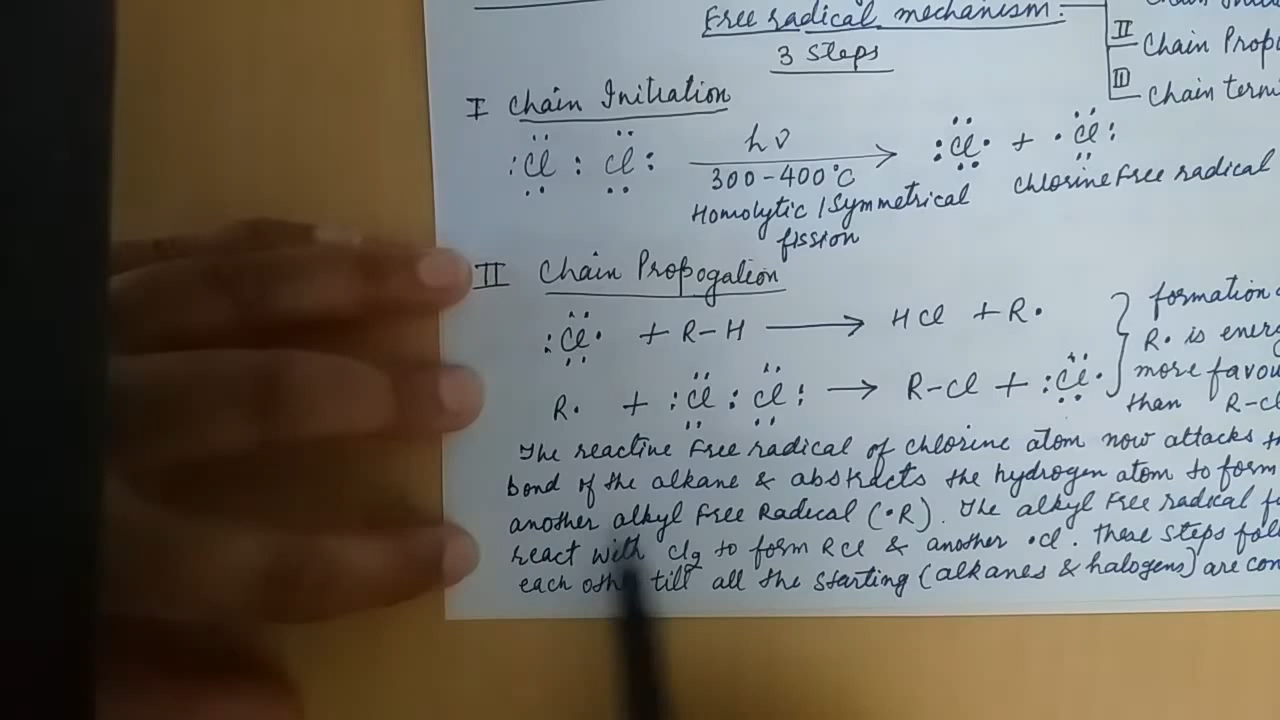 Free radical mechanism:
3 Steps
II Chain Prop
III Chain term
I Chain Initiation
:Cl : Cl: hν 300-400°C :Cl· + ·Cl:
Homolytic / Symmetrical fission
Chlorine Free radical
II Chain Propogation
:Cl· + R-H → HCl + R·
R· + :Cl : Cl: → R-Cl + :Cl·
formation
R· is energ
more favou
than R-Cl
The reactive Free radical of chlorine atom now attacks th
bond of the alkane & abstracts the hydrogen atom to form
another alkyl Free Radical (·R). The alkyl Free radical
react with Cl2 to form RCl & another ·Cl. These steps foll
each other till all the starting (alkanes & halogens) are con